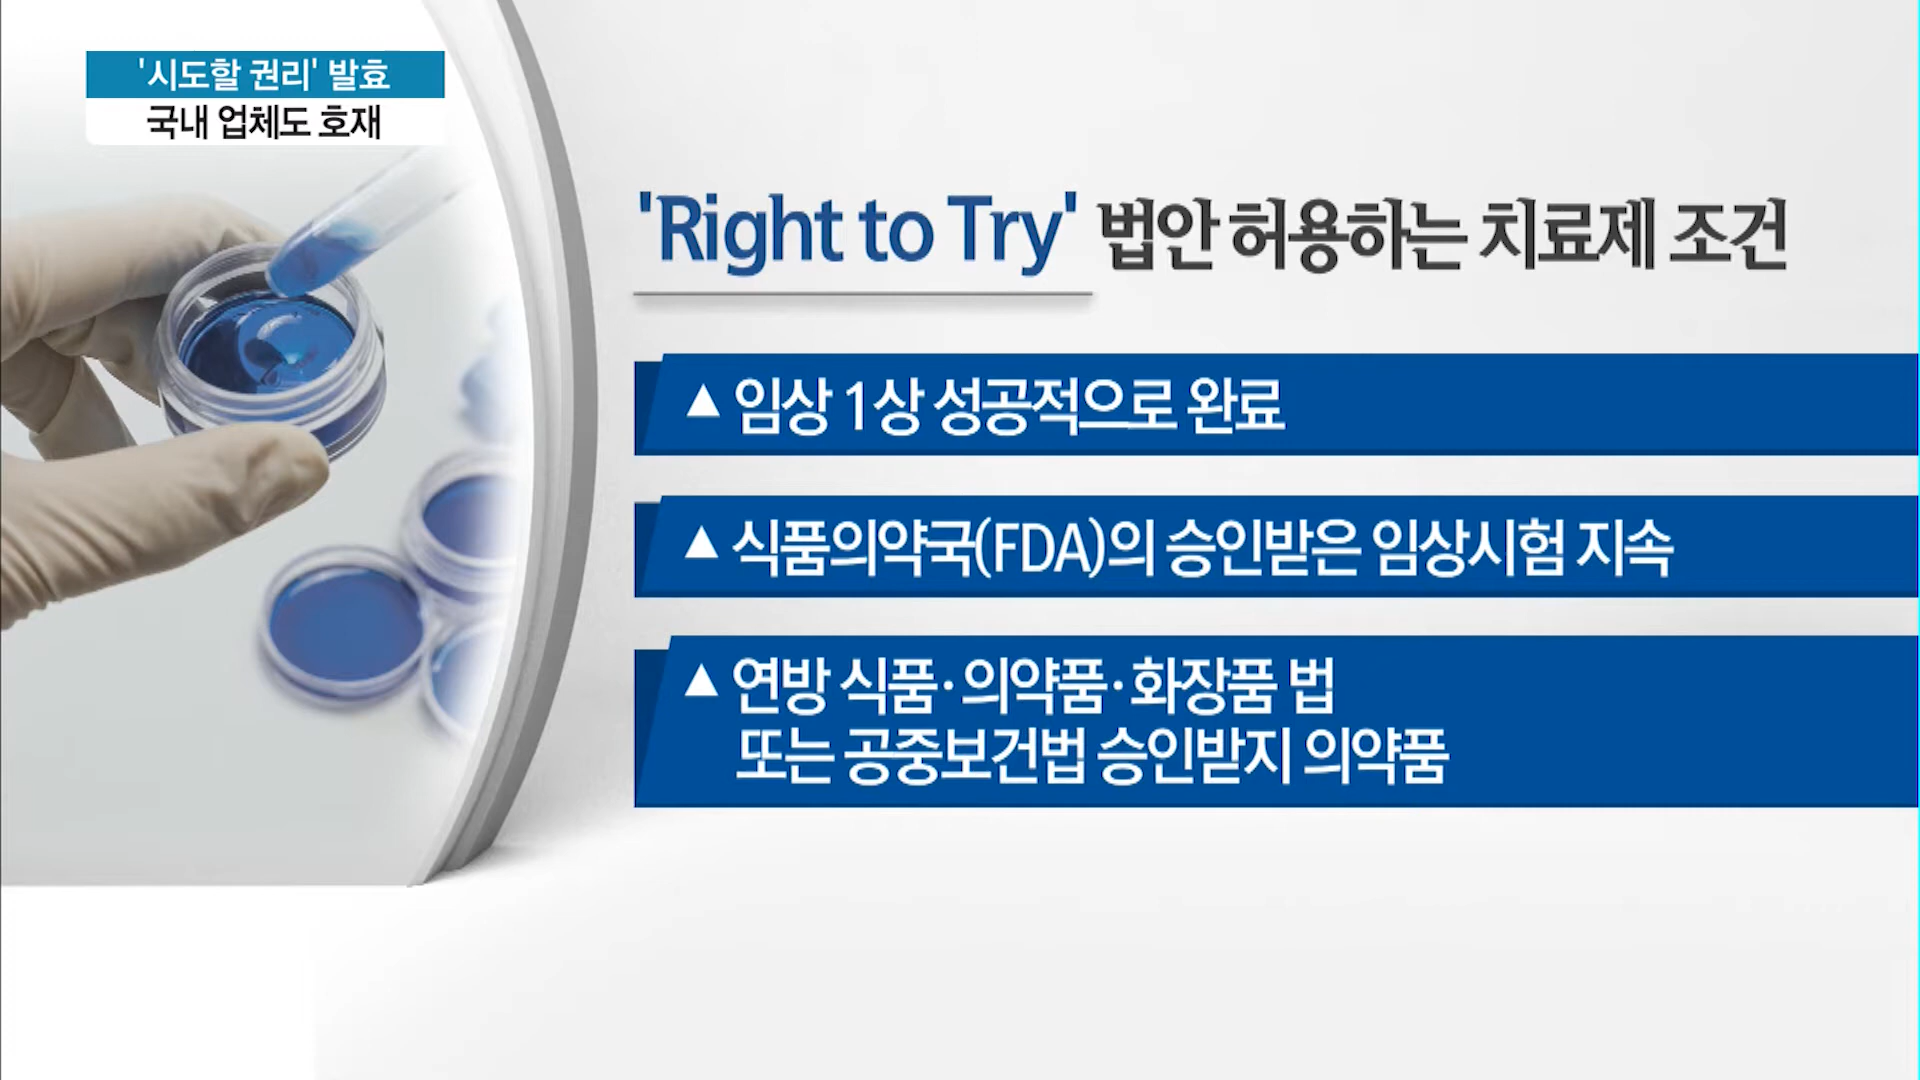 '시도할 권리' 발효
국내 업체도 호재
'Right to Try' 법안 허용하는 치료제 조건
▲ 임상 1상 성공적으로 완료
▲ 식품의약국(FDA)의 승인받은 임상시험 지속
▲ 연방 식품·의약품·화장품 법
또는 공중보건법 승인받지 의약품